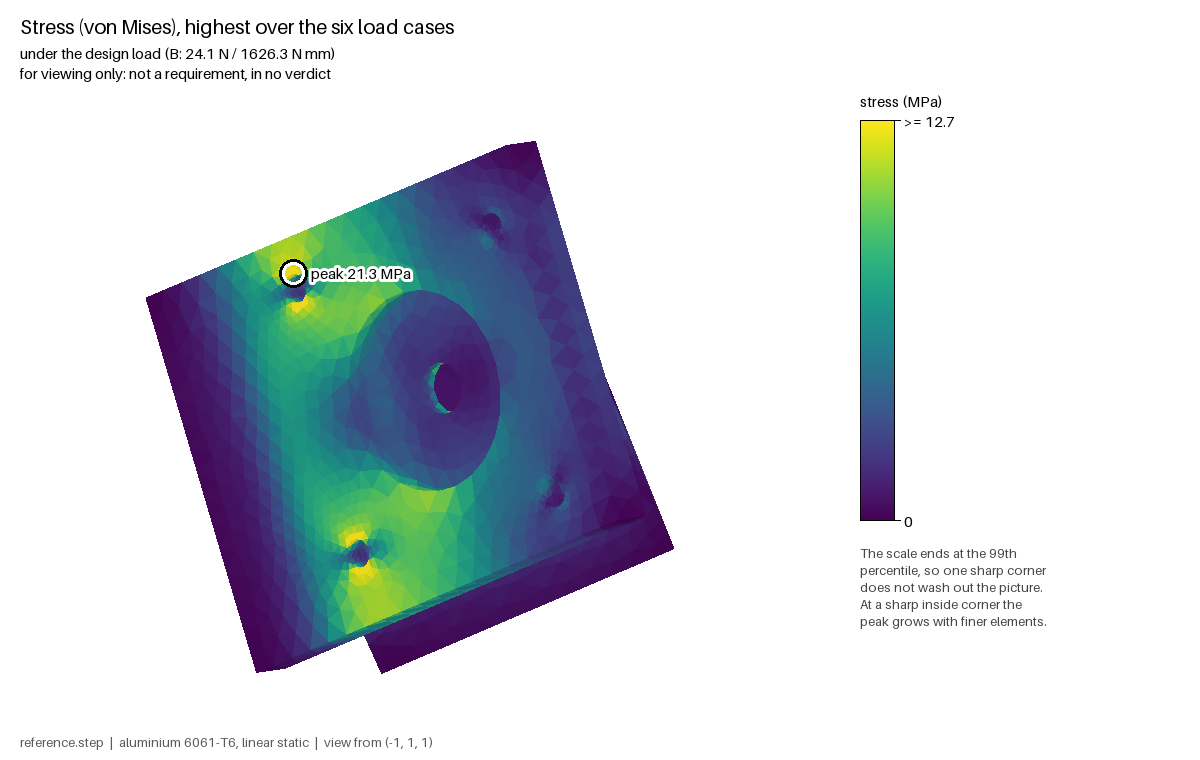 Stress (von Mises), highest over the six load cases
under the design load (B: 24.1 N / 1626.3 N mm)
for viewing only: not a requirement, in no verdict
stress (MPa)
>= 12.7
peak 21.3 MPa
0
The scale ends at the 99th
percentile, so one sharp corner
does not wash out the picture.
At a sharp inside corner the
peak grows with finer elements.
reference.step | aluminium 6061-T6, linear static | view from (-1, 1, 1)